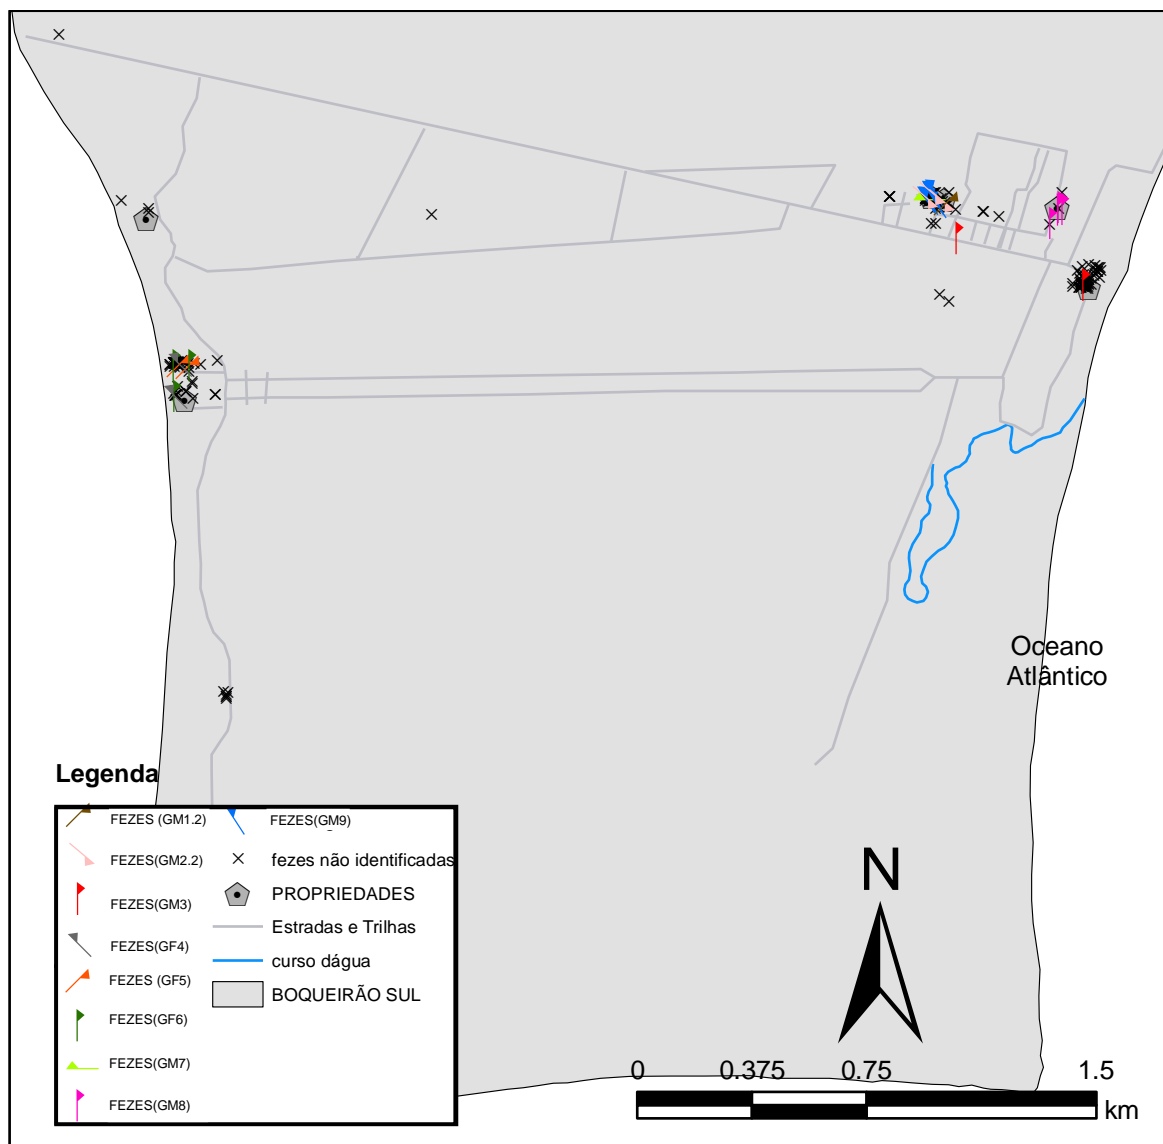 Oceano
Atlântico
Legenda
FEZES (GM1.2)
FEZES(GM2.2)
FEZES(GM3)
FEZES(GF4)
FEZES (GF5)
FEZES(GF6)
FEZES(GM7)
FEZES(GM8)
FEZES(GM9)
fezes não identificadas
PROPRIEDADES
Estradas e Trilhas
curso dágua
BOQUEIRÃO SUL
N
0 0.375 0.75 1.5
km